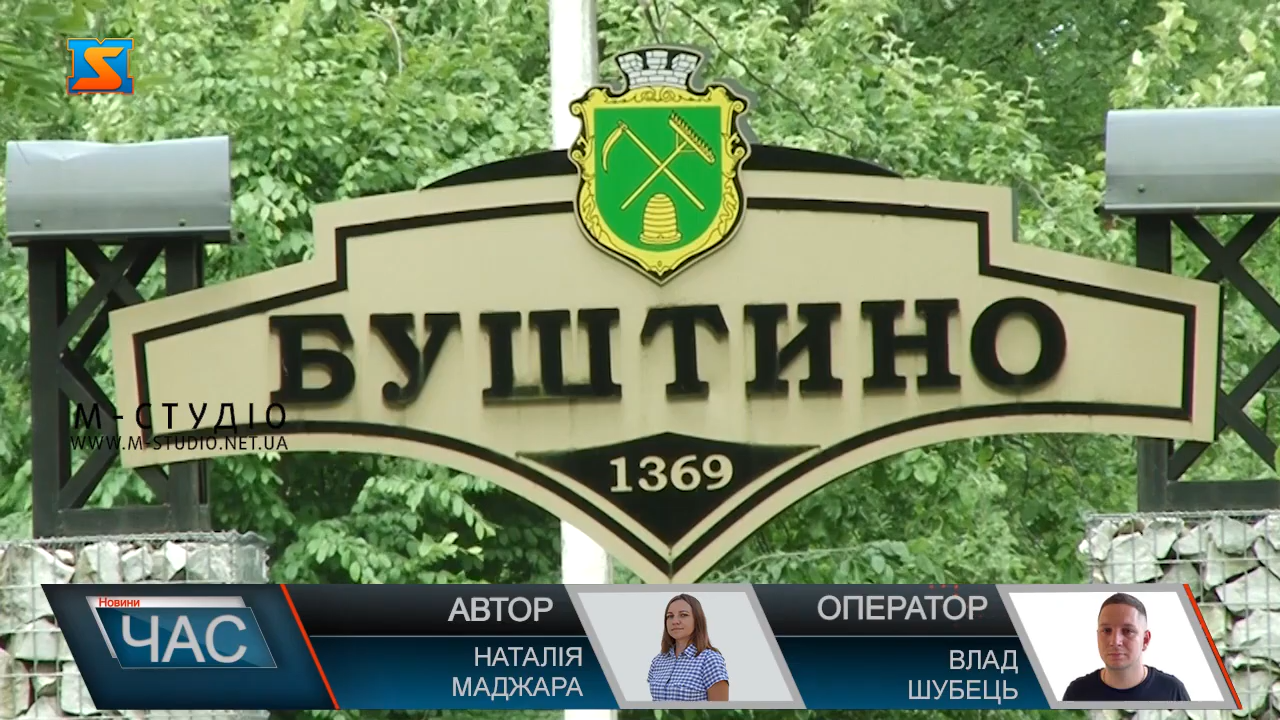 БУШТИНО
1369
М-СТУДІО
WWW.M-STUDIO.NET.UA
Новини
ЧАС
АВТОР
НАТАЛІЯ
МАДЖАРА
ОПЕРАТОР
ВЛАД
ШУБЕЦЬ